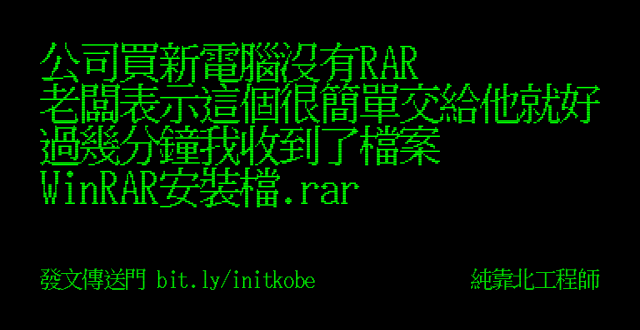 公司買新電腦沒有RAR
老闆表示這個很簡單交給他就好
過幾分鐘我收到了檔案
WinRAR安裝檔.rar
發文傳送門 bit.ly/initkobe
純靠北工程師